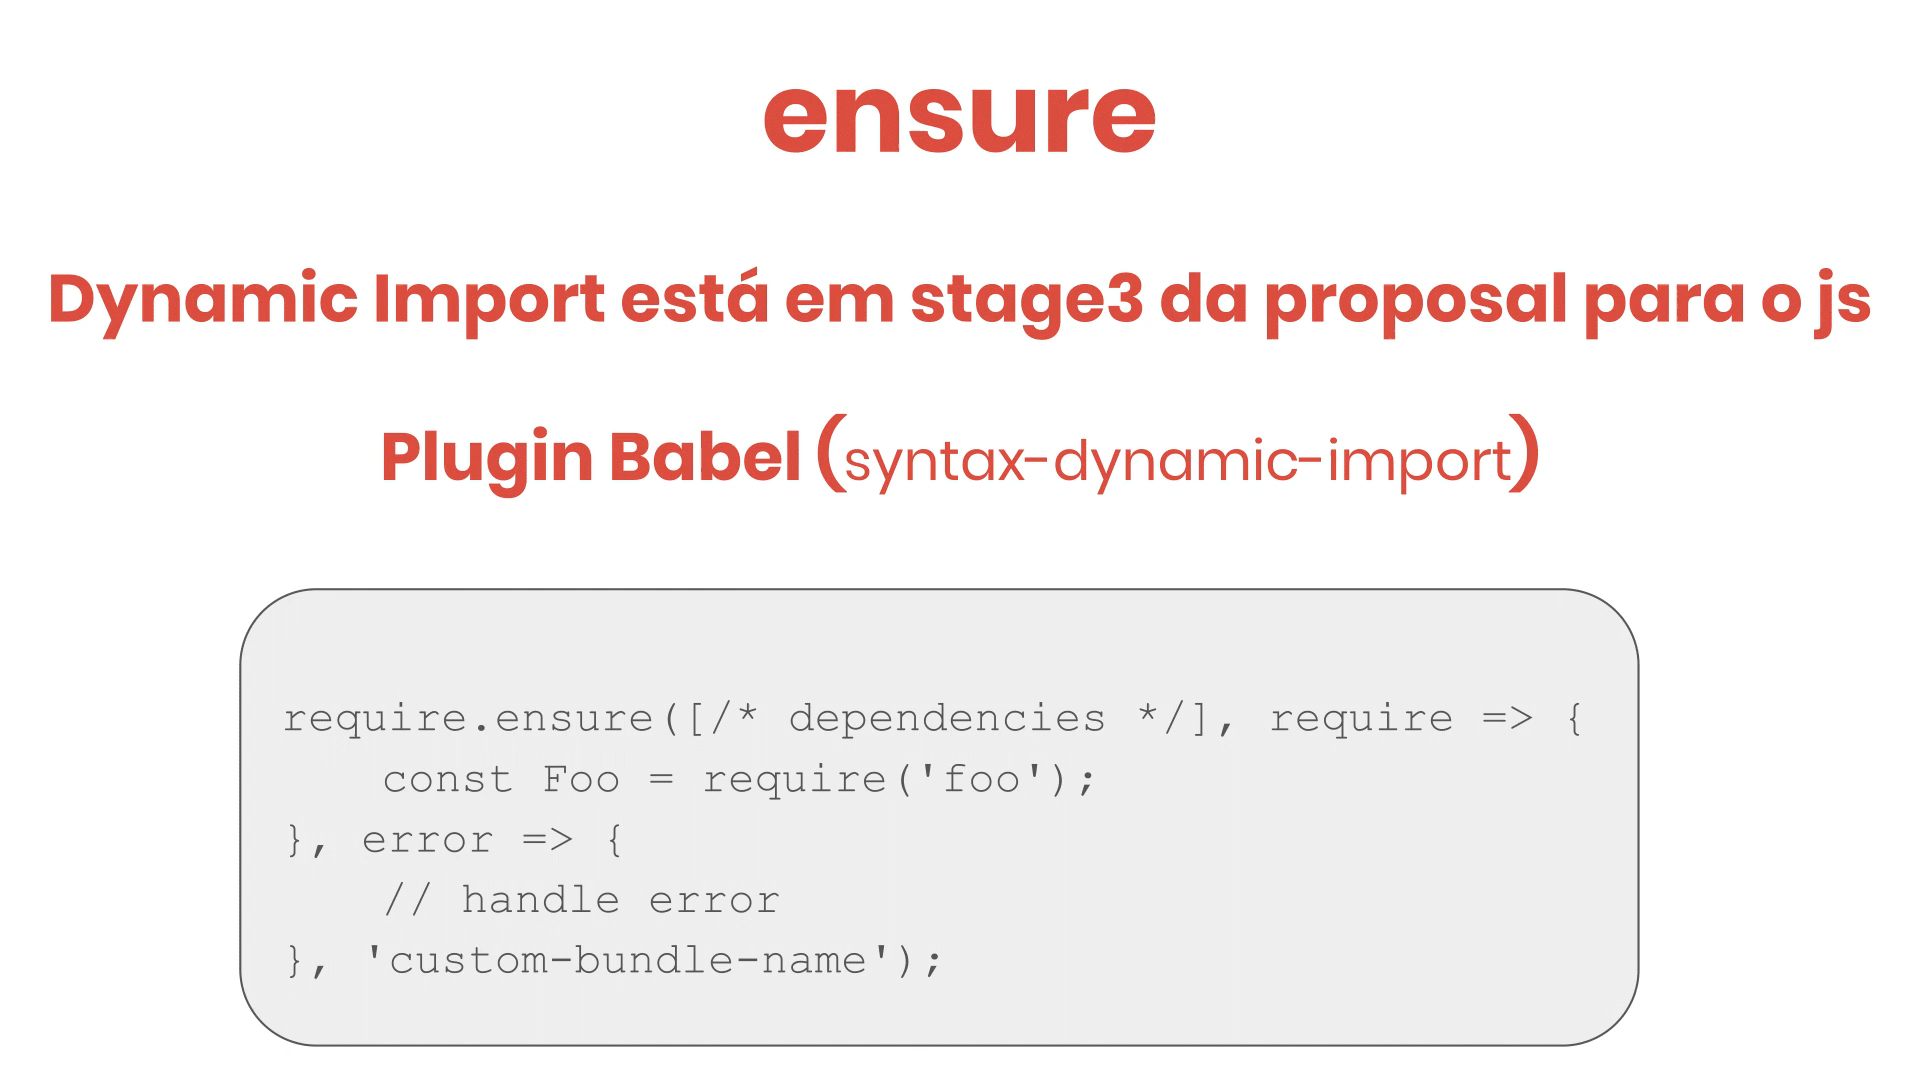 ensure
Dynamic Import está em stage3 da proposal para o js
Plugin Babel (syntax-dynamic-import)
require.ensure([/* dependencies */], require => {
    const Foo = require('foo');
}, error => {
    // handle error
}, 'custom-bundle-name');